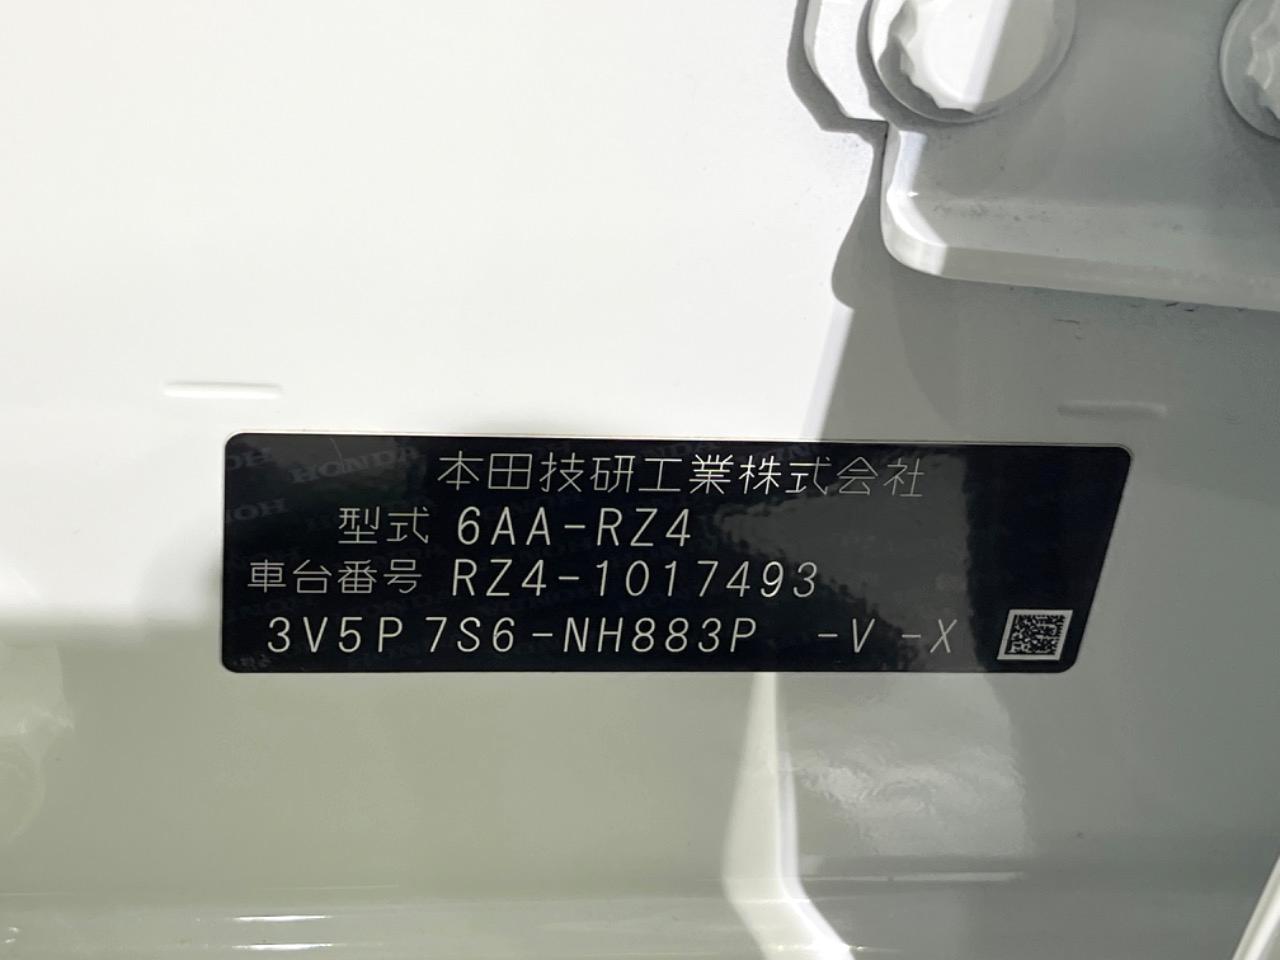 本田技研工業株式会社
型式 6AA-RZ4
車台番号 RZ4-1017493
3V5P 7S6-NH883P -V -X